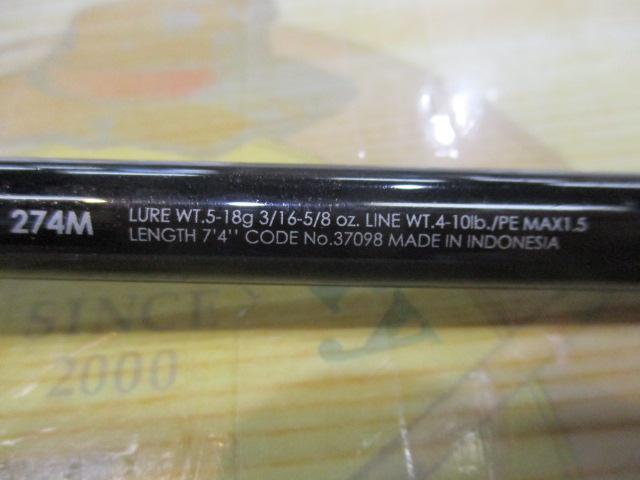 274M
LURE WT.5-18g 3/16-5/8 oz. LINE WT.4-10lb./PE MAX1.5
LENGTH 7'4'' CODE No.37098 MADE IN INDONESIA
SINCE
2000